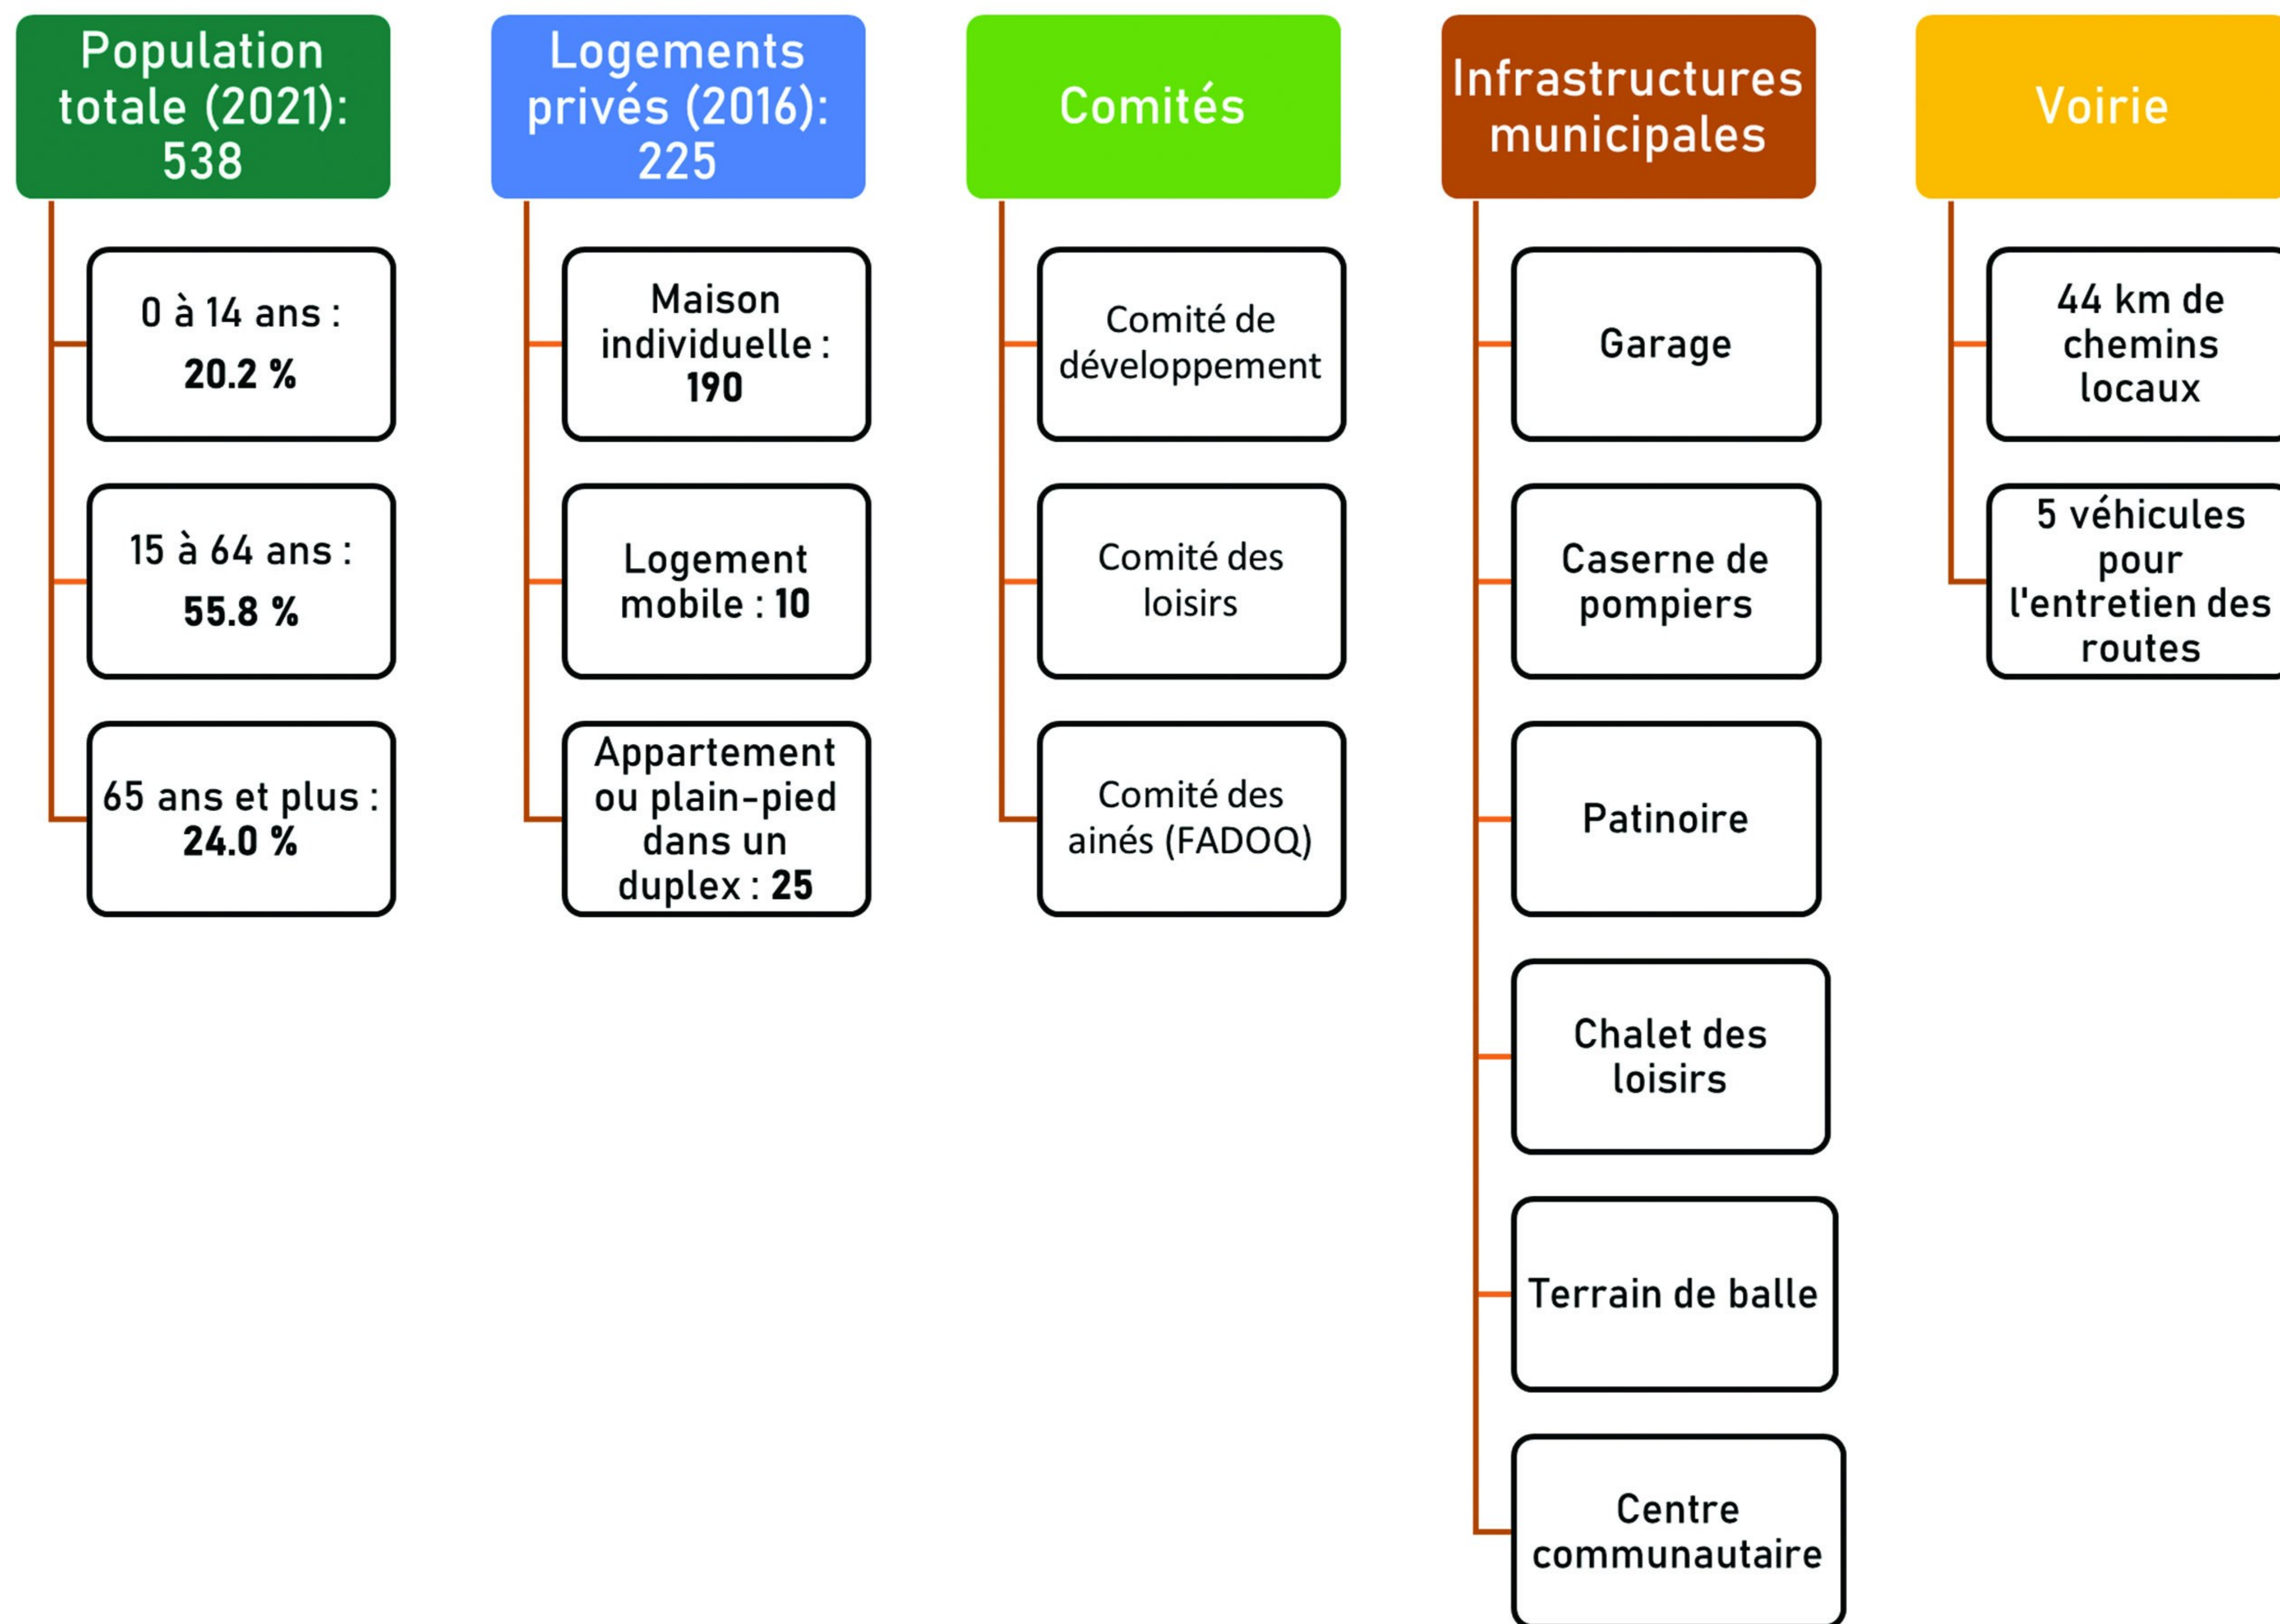 Population
totale (2021):
538
0 à 14 ans :
20.2 %
15 à 64 ans :
55.8 %
65 ans et plus :
24.0 %
Logements
privés (2016):
225
Maison
individuelle :
190
Logement
mobile : 10
Appartement
ou plain-pied
dans un
duplex : 25
Comités
Comité de
développement
Comité des
loisirs
Comité des
ainés (FADOQ)
Infrastructures
municipales
Garage
Caserne de
pompiers
Patinoire
Chalet des
loisirs
Terrain de balle
Centre
communautaire
Voirie
44 km de
chemins
locaux
5 véhicules
pour
l'entretien des
routes